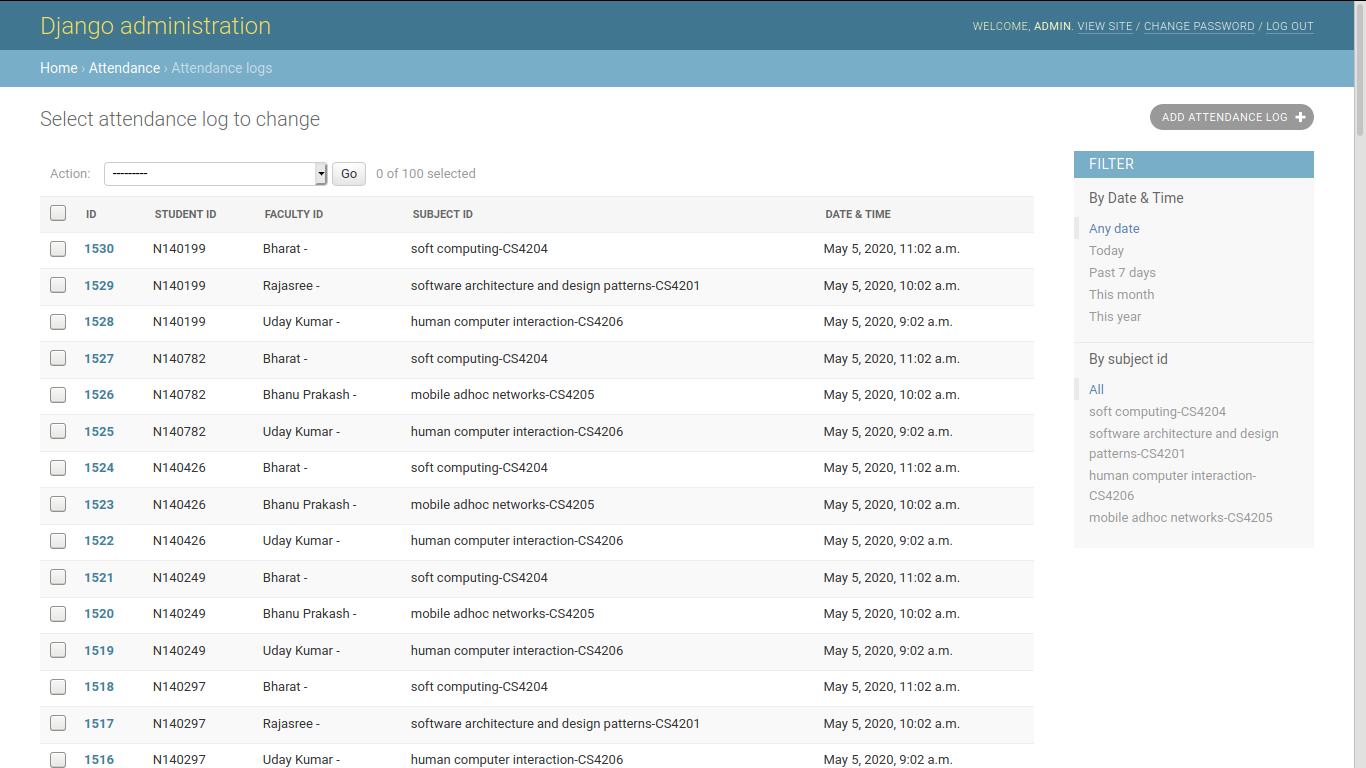 Django administration
WELCOME, ADMIN. VIEW SITE / CHANGE PASSWORD / LOG OUT
Home › Attendance › Attendance logs
Select attendance log to change
ADD ATTENDANCE LOG +
Action: --------- Go 0 of 100 selected
ID STUDENT ID FACULTY ID SUBJECT ID DATE & TIME
1530 N140199 Bharat - soft computing-CS4204 May 5, 2020, 11:02 a.m.
1529 N140199 Rajasree - software architecture and design patterns-CS4201 May 5, 2020, 10:02 a.m.
1528 N140199 Uday Kumar - human computer interaction-CS4206 May 5, 2020, 9:02 a.m.
1527 N140782 Bharat - soft computing-CS4204 May 5, 2020, 11:02 a.m.
1526 N140782 Bhanu Prakash - mobile adhoc networks-CS4205 May 5, 2020, 10:02 a.m.
1525 N140782 Uday Kumar - human computer interaction-CS4206 May 5, 2020, 9:02 a.m.
1524 N140426 Bharat - soft computing-CS4204 May 5, 2020, 11:02 a.m.
1523 N140426 Bhanu Prakash - mobile adhoc networks-CS4205 May 5, 2020, 10:02 a.m.
1522 N140426 Uday Kumar - human computer interaction-CS4206 May 5, 2020, 9:02 a.m.
1521 N140249 Bharat - soft computing-CS4204 May 5, 2020, 11:02 a.m.
1520 N140249 Bhanu Prakash - mobile adhoc networks-CS4205 May 5, 2020, 10:02 a.m.
1519 N140249 Uday Kumar - human computer interaction-CS4206 May 5, 2020, 9:02 a.m.
1518 N140297 Bharat - soft computing-CS4204 May 5, 2020, 11:02 a.m.
1517 N140297 Rajasree - software architecture and design patterns-CS4201 May 5, 2020, 10:02 a.m.
1516 N140297 Uday Kumar - human computer interaction-CS4206 May 5, 2020, 9:02 a.m.
FILTER
By Date & Time
Any date
Today
Past 7 days
This month
This year
By subject id
All
soft computing-CS4204
software architecture and design
patterns-CS4201
human computer interaction-
CS4206
mobile adhoc networks-CS4205